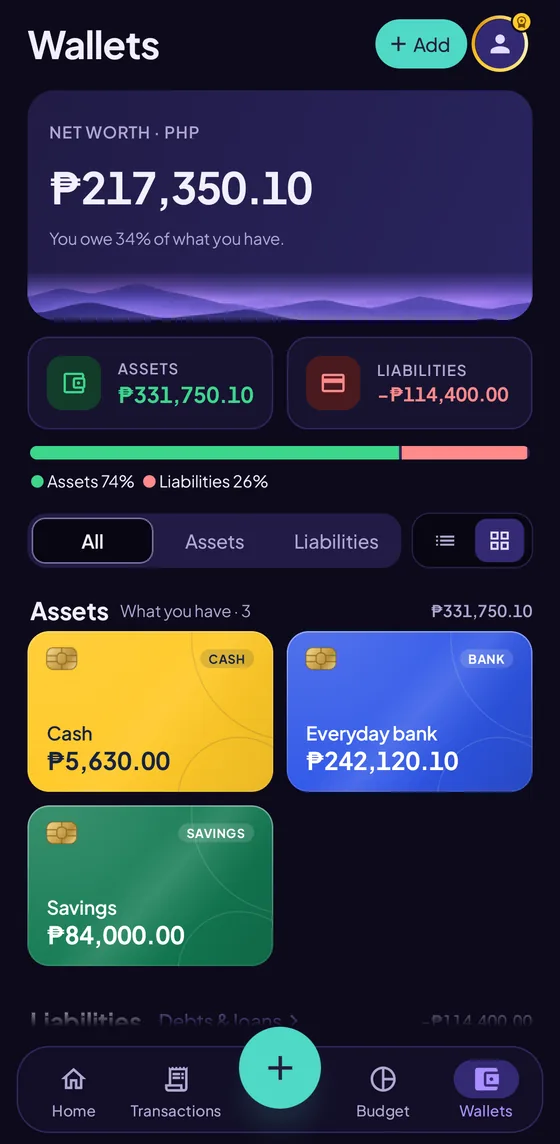 Wallets
+ Add
NET WORTH · PHP
₱217,350.10
You owe 34% of what you have.
ASSETS
₱331,750.10
LIABILITIES
-₱114,400.00
Assets 74%
Liabilities 26%
All
Assets
Liabilities
Assets What you have · 3 ₱331,750.10
CASH
Cash
₱5,630.00
BANK
Everyday bank
₱242,120.10
SAVINGS
Savings
₱84,000.00
Liabilities Debts & loans > -₱114,400.00
Home
Transactions
+
Budget
Wallets